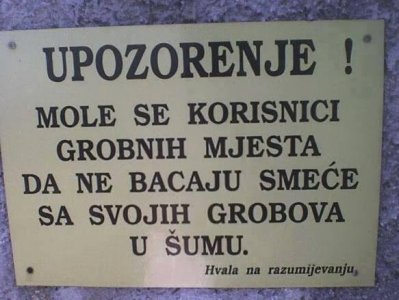 UPOZORENJE !
MOLE SE KORISNICI
GROBNIH MJESTA
DA NE BACAJU SMEĆE
SA SVOJIH GROBOVA
U ŠUMU.
Hvala na razumijevanju